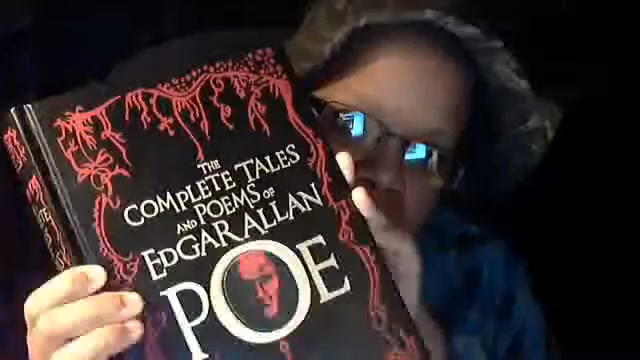 THE
COMPLETE TALES
AND POEMS OF
EDGAR ALLAN
POE